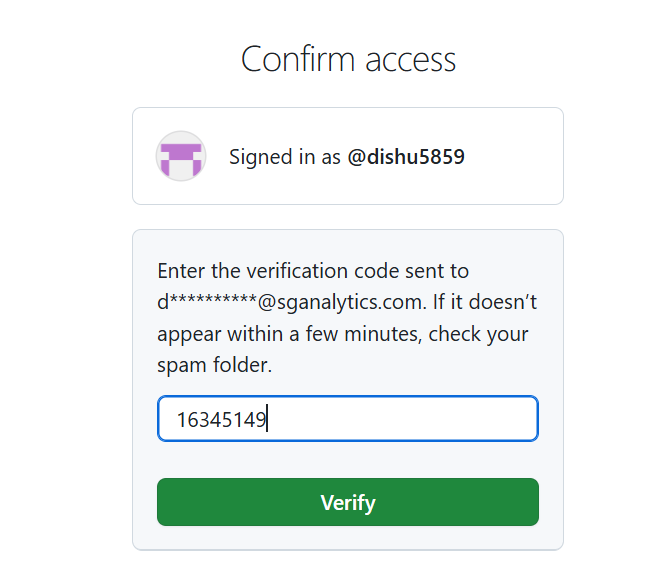 Confirm access
Signed in as @dishu5859
Enter the verification code sent to
d**********@sganalytics.com. If it doesn’t
appear within a few minutes, check your
spam folder.
16345149
Verify